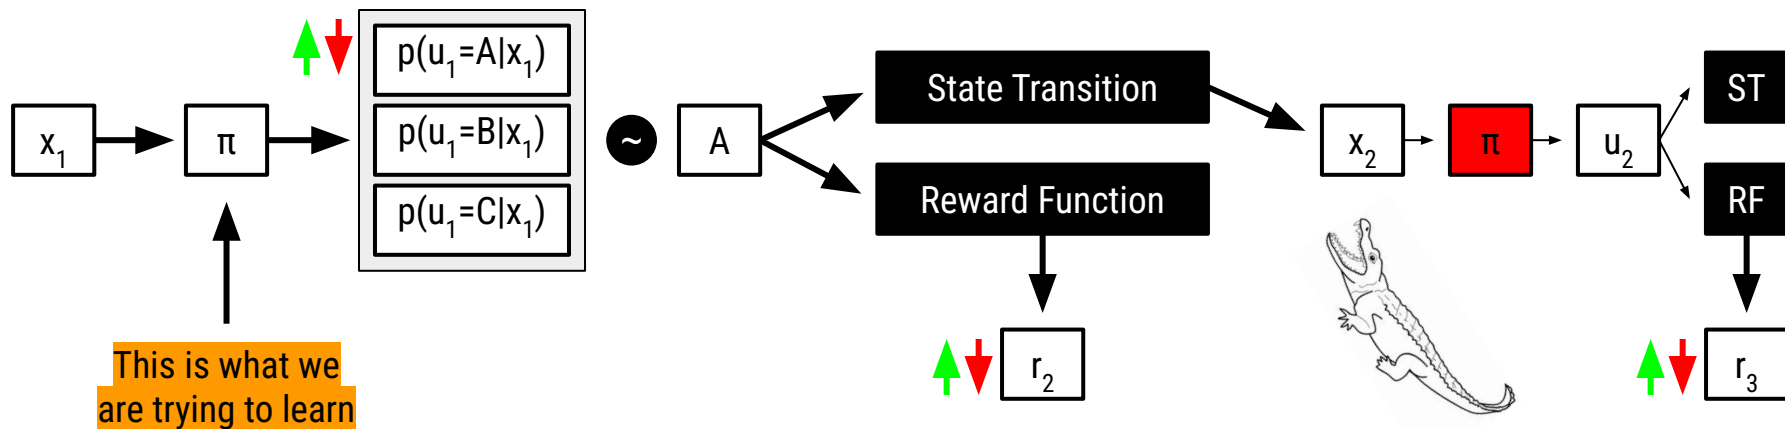 x₁
π
p(u₁=A|x₁)
p(u₁=B|x₁)
p(u₁=C|x₁)
~
A
State Transition
Reward Function
x₂
π
u₂
ST
RF
This is what we
are trying to learn
r₂
r₃